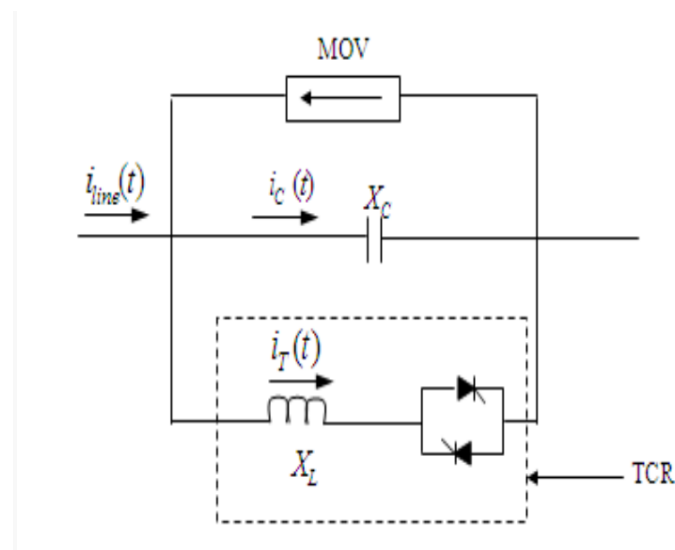 MOV
i_line(t)
i_C (t)
X_C
i_T(t)
X_L
TCR